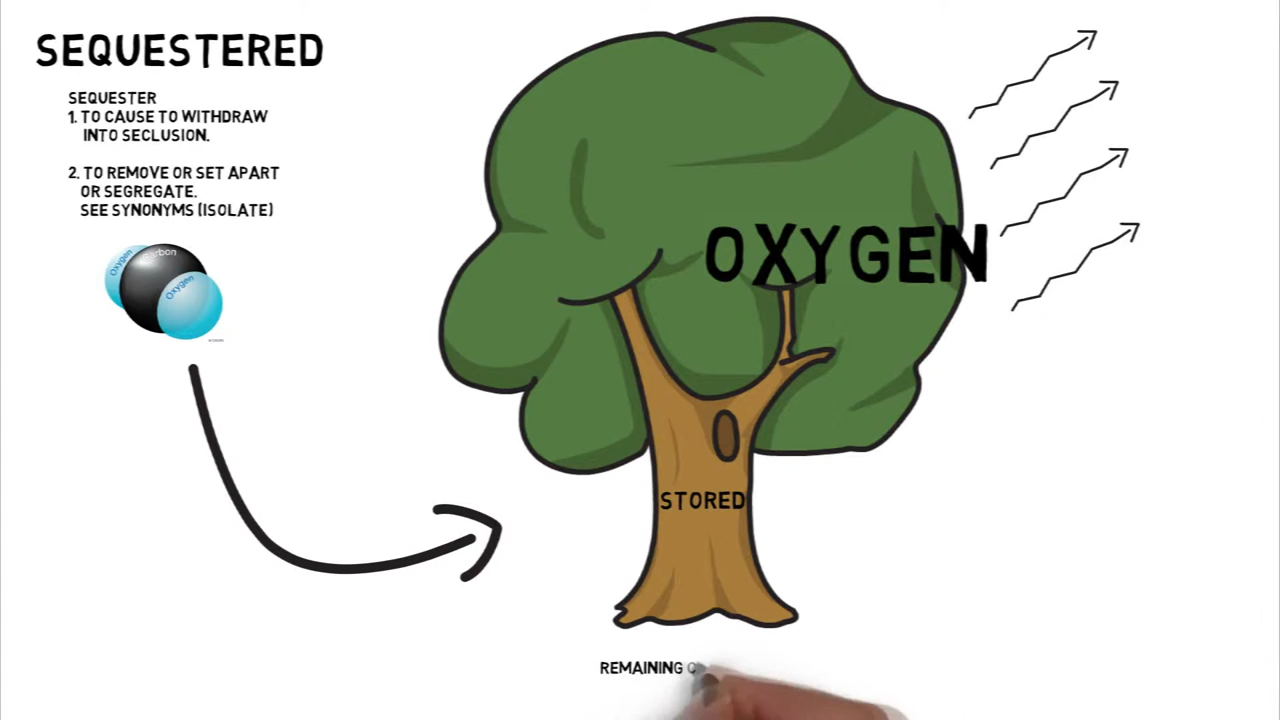 SEQUESTERED
SEQUESTER
1. TO CAUSE TO WITHDRAW
INTO SECLUSION.
2. TO REMOVE OR SET APART
OR SEGREGATE.
SEE SYNONYMS (ISOLATE)
Oxygen
Carbon
Oxygen
OXYGEN
STORED
REMAINING